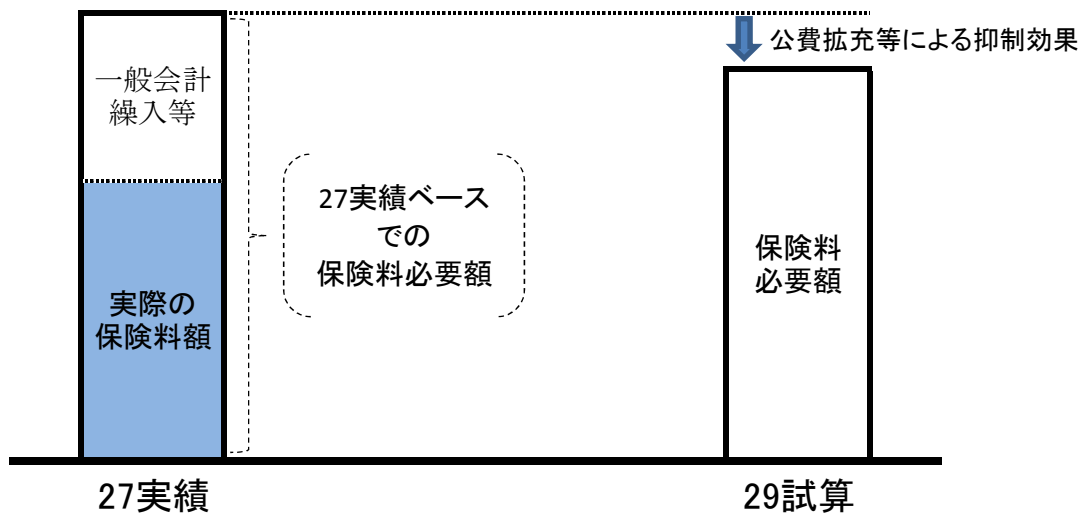 公費拡充等による抑制効果
一般会計
繰入等
27実績ベース
での
保険料必要額
保険料
必要額
実際の
保険料額
27実績
29試算